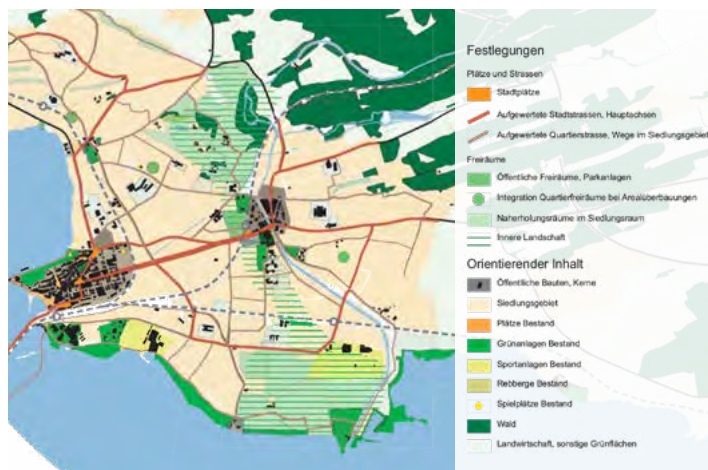 Festlegungen
Plätze und Strassen
Stadtplätze
Aufgewertete Stadtstrassen, Hauptachsen
Aufgewertete Quartierstrasse, Wege im Siedlungsgebiet
Freiräume
Öffentliche Freiräume, Parkanlagen
Integration Quartierfreiräume bei Arealüberbauungen
Naherholungsräume im Siedlungsraum
Innere Landschaft
Orientierender Inhalt
Öffentliche Bauten, Kerne
Siedlungsgebiet
Plätze Bestand
Grünanlagen Bestand
Sportanlagen Bestand
Rebberge Bestand
Spielplätze Bestand
Wald
Landwirtschaft, sonstige Grünflächen